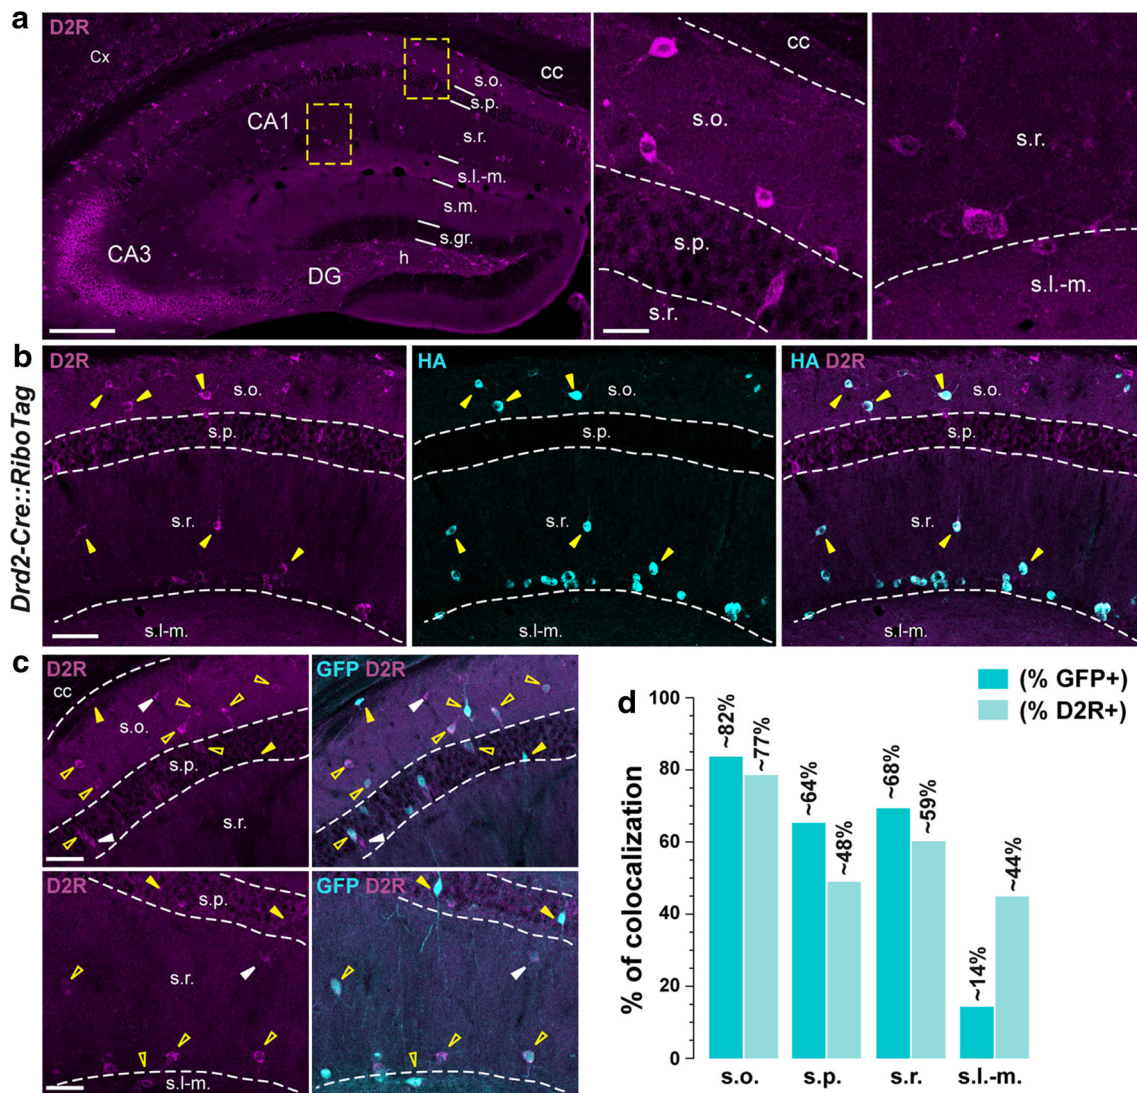 a
D2R
Cx
cc
s.o.
s.p.
CA1
s.r.
s.l.-m.
s.m.
s.gr.
CA3
h
DG
cc
s.o.
s.p.
s.r.
s.r.
s.l.-m.
b
Drd2-Cre::RiboTag
D2R
s.o.
s.p.
s.r.
s.l-m.
HA
s.o.
s.p.
s.r.
s.l-m.
HA D2R
s.o.
s.p.
s.r.
s.l-m.
c
D2R
cc
s.o.
s.p.
s.r.
GFP D2R
D2R
s.p.
s.r.
s.l-m.
GFP D2R
d
(% GFP+)
(% D2R+)
% of colocalization
100
80
60
40
20
0
~82%
~77%
~64%
~48%
~68%
~59%
~14%
~44%
s.o.
s.p.
s.r.
s.l.-m.